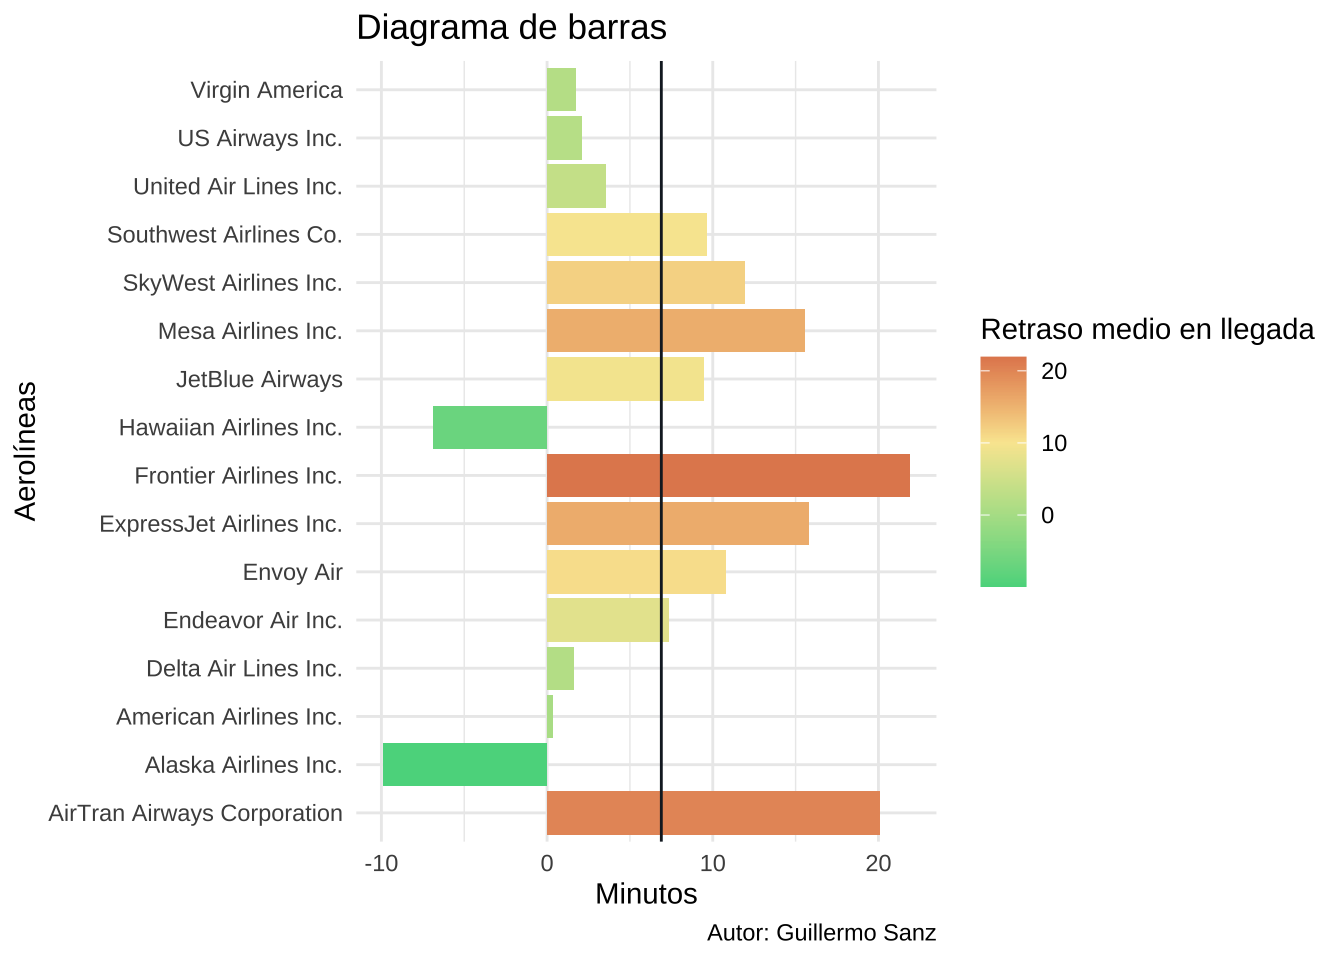 Diagrama de barras
Virgin America
US Airways Inc.
United Air Lines Inc.
Southwest Airlines Co.
SkyWest Airlines Inc.
Mesa Airlines Inc.
JetBlue Airways
Hawaiian Airlines Inc.
Frontier Airlines Inc.
ExpressJet Airlines Inc.
Envoy Air
Endeavor Air Inc.
Delta Air Lines Inc.
American Airlines Inc.
Alaska Airlines Inc.
AirTran Airways Corporation
Aerolíneas
-10 0 10 20
Minutos
Autor: Guillermo Sanz
Retraso medio en llegada
20
10
0